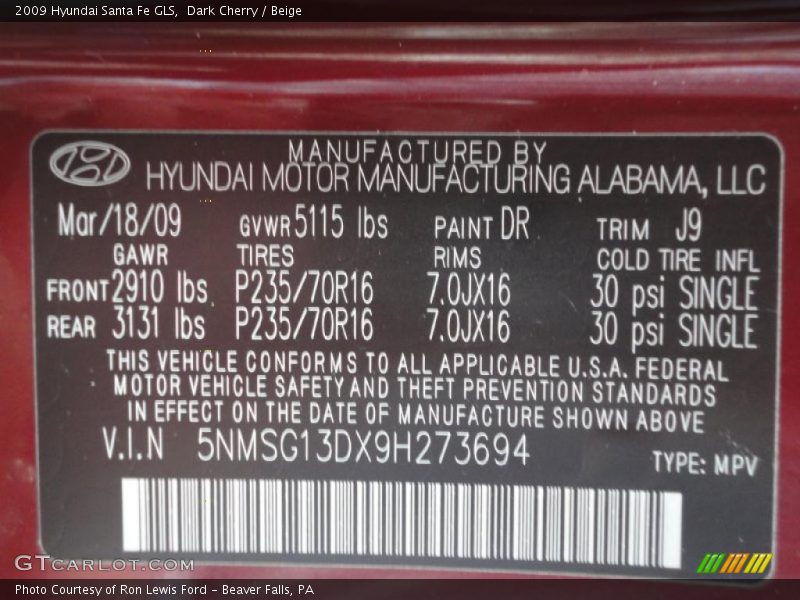 2009 Hyundai Santa Fe GLS, Dark Cherry / Beige
MANUFACTURED BY
HYUNDAI MOTOR MANUFACTURING ALABAMA, LLC
Mar/18/09 GVWR 5115 lbs PAINT DR TRIM J9
GAWR TIRES RIMS COLD TIRE INFL
FRONT 2910 lbs P235/70R16 7.0JX16 30 psi SINGLE
REAR 3131 lbs P235/70R16 7.0JX16 30 psi SINGLE
THIS VEHICLE CONFORMS TO ALL APPLICABLE U.S.A. FEDERAL
MOTOR VEHICLE SAFETY AND THEFT PREVENTION STANDARDS
IN EFFECT ON THE DATE OF MANUFACTURE SHOWN ABOVE
V.I.N 5NMSG13DX9H273694 TYPE: MPV
GTCARLOT.COM
Photo Courtesy of Ron Lewis Ford - Beaver Falls, PA